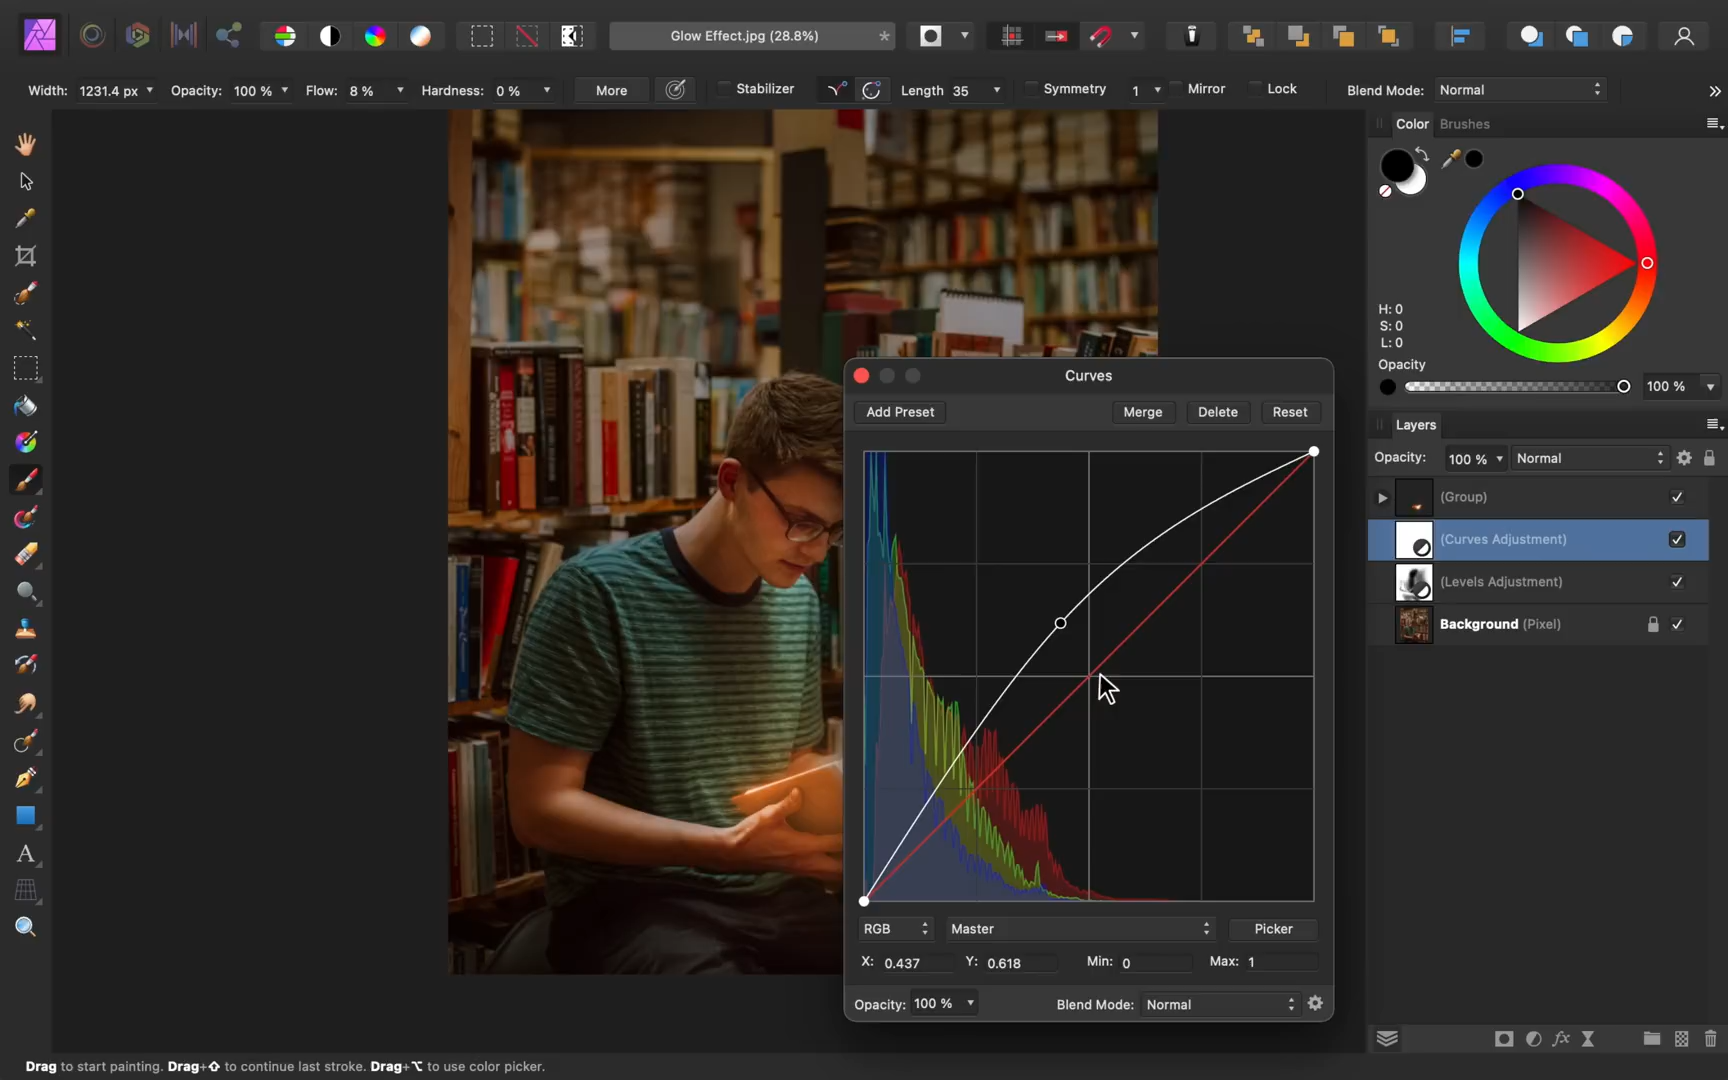 Glow Effect.jpg (28.8%) *
Width: 1231.4 px Opacity: 100 % Flow: 8 % Hardness: 0 % More Stabilizer Length 35 Symmetry 1 Mirror Lock Blend Mode: Normal
Color Brushes
H: 0
S: 0
L: 0
Opacity
100 %
Curves
Add Preset Merge Delete Reset
Layers
Opacity: 100 % Normal
(Group)
(Curves Adjustment)
(Levels Adjustment)
Background (Pixel)
RGB Master Picker
X: 0.437 Y: 0.618 Min: 0 Max: 1
Opacity: 100 % Blend Mode: Normal
A
fx
Drag to start painting. Drag+⇧ to continue last stroke. Drag+⌥ to use color picker.